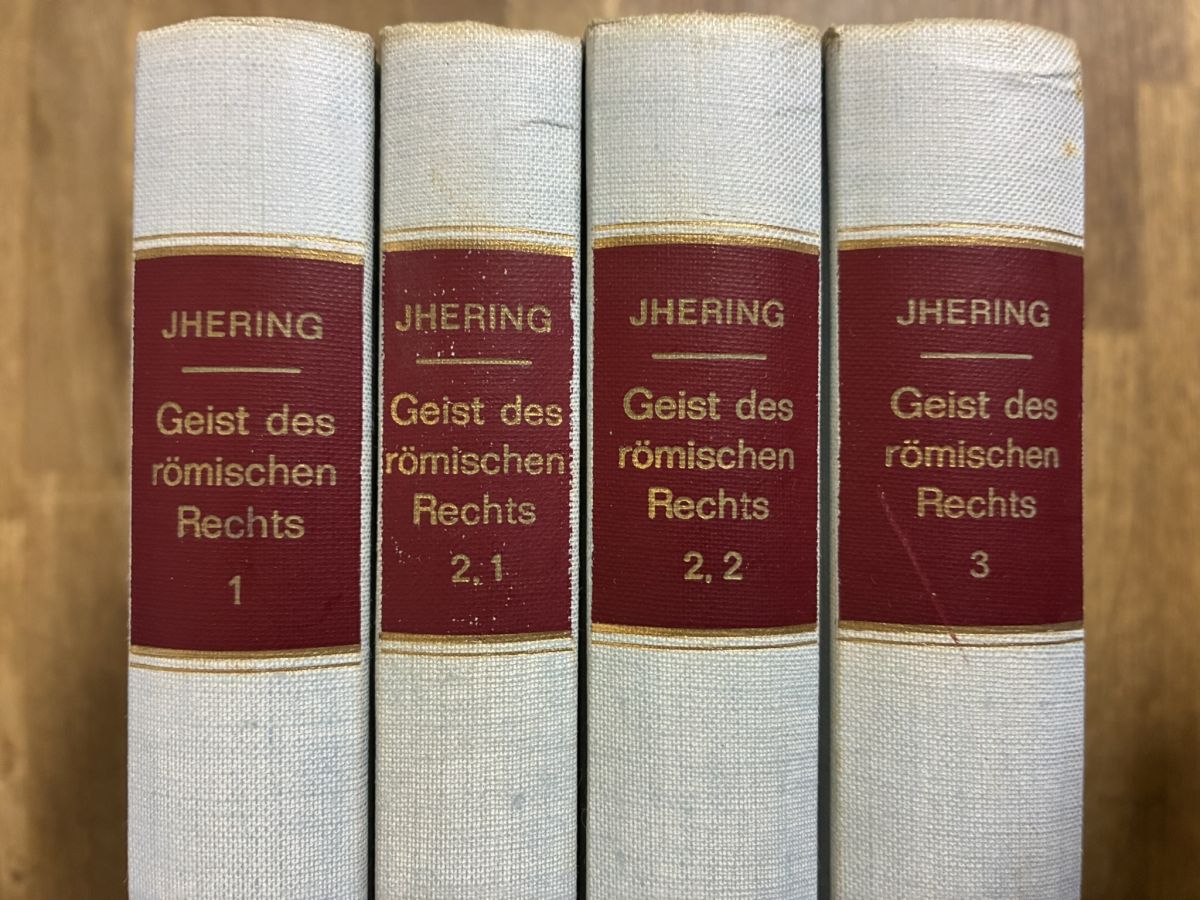 JHERING
Geist des
römischen
Rechts
1
JHERING
Geist des
römischen
Rechts
2,1
JHERING
Geist des
römischen
Rechts
2,2
JHERING
Geist des
römischen
Rechts
3